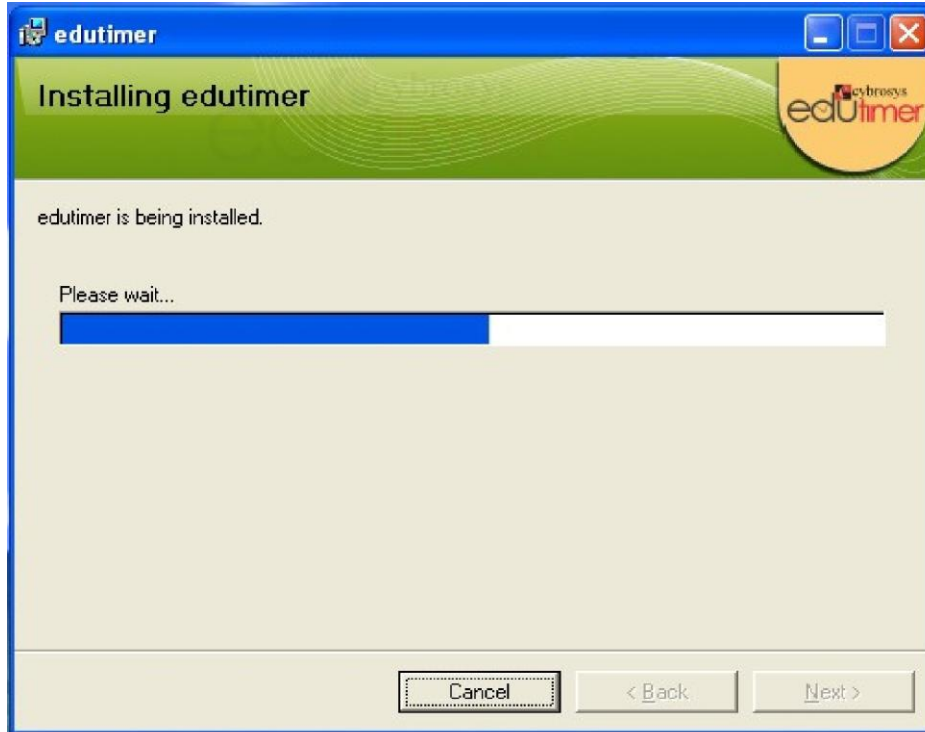 edutimer
Installing edutimer
cybrosys
edutimer
edutimer is being installed.
Please wait...
Cancel
< Back
Next >